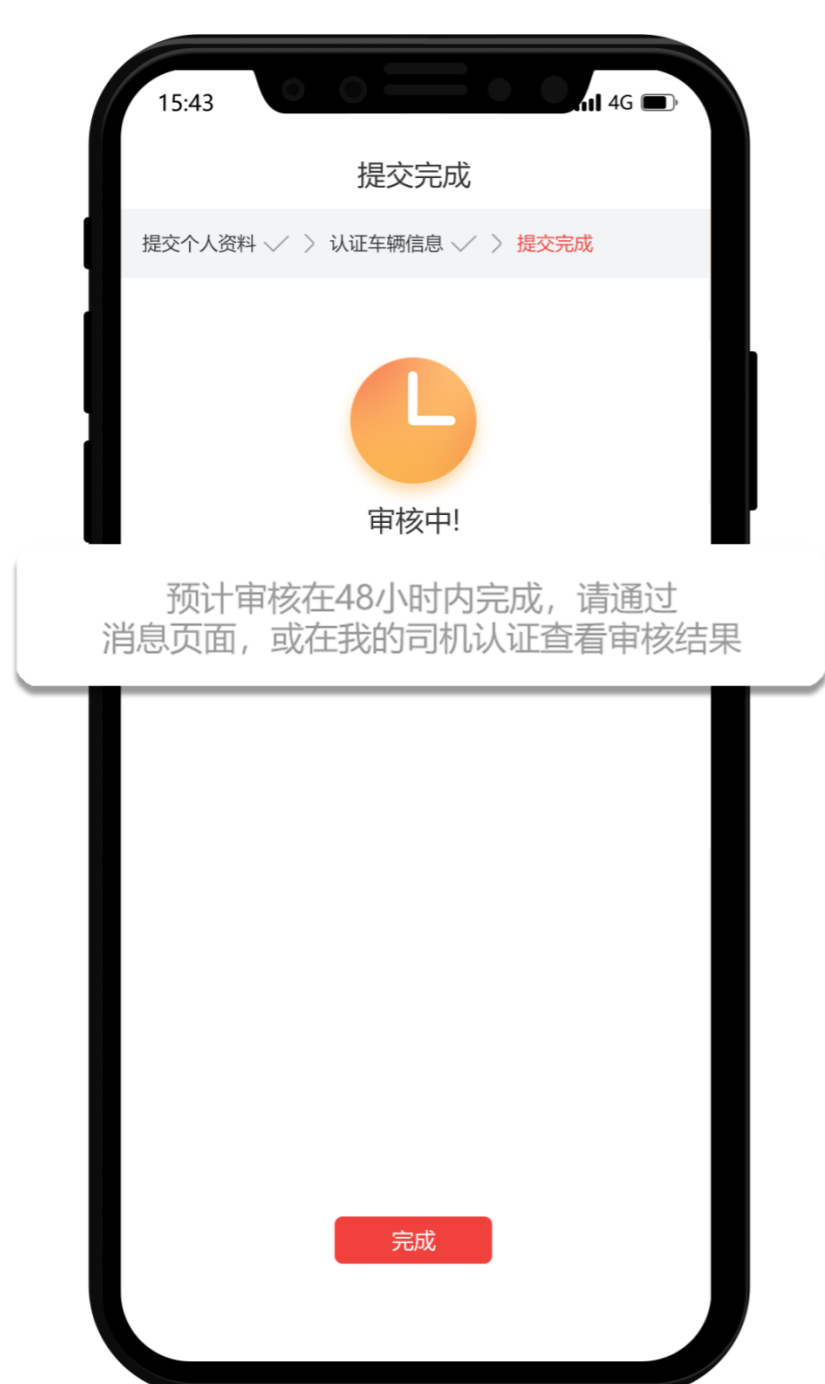 15:43 4G
提交完成
提交个人资料 认证车辆信息 提交完成
审核中!
预计审核在48小时内完成，请通过
消息页面，或在我的司机认证查看审核结果
完成